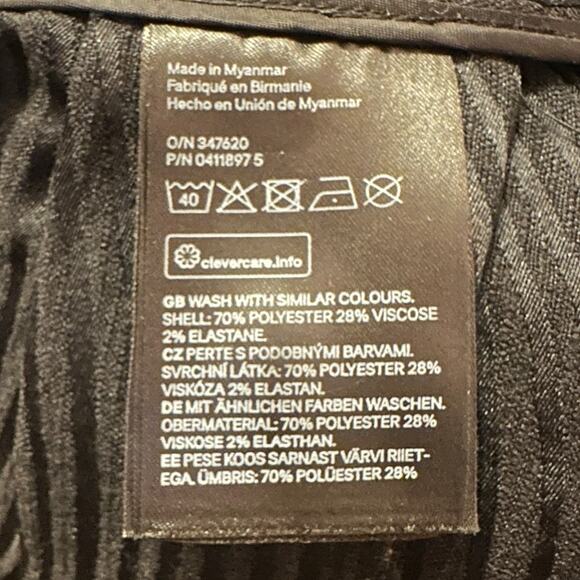 Made in Myanmar
Fabriqué en Birmanie
Hecho en Unión de Myanmar
O/N 347620
P/N 0411897 5
40
clevercare.info
GB WASH WITH SIMILAR COLOURS.
SHELL: 70% POLYESTER 28% VISCOSE
2% ELASTANE.
CZ PERTE S PODOBNÝMI BARVAMI.
SVRCHNÍ LÁTKA: 70% POLYESTER 28%
VISKÓZA 2% ELASTAN.
DE MIT ÄHNLICHEN FARBEN WASCHEN.
OBERMATERIAL: 70% POLYESTER 28%
VISKOSE 2% ELASTHAN.
EE PESE KOOS SARNAST VÄRVI RIIET-
EGA. ÜMBRIS: 70% POLÜESTER 28%